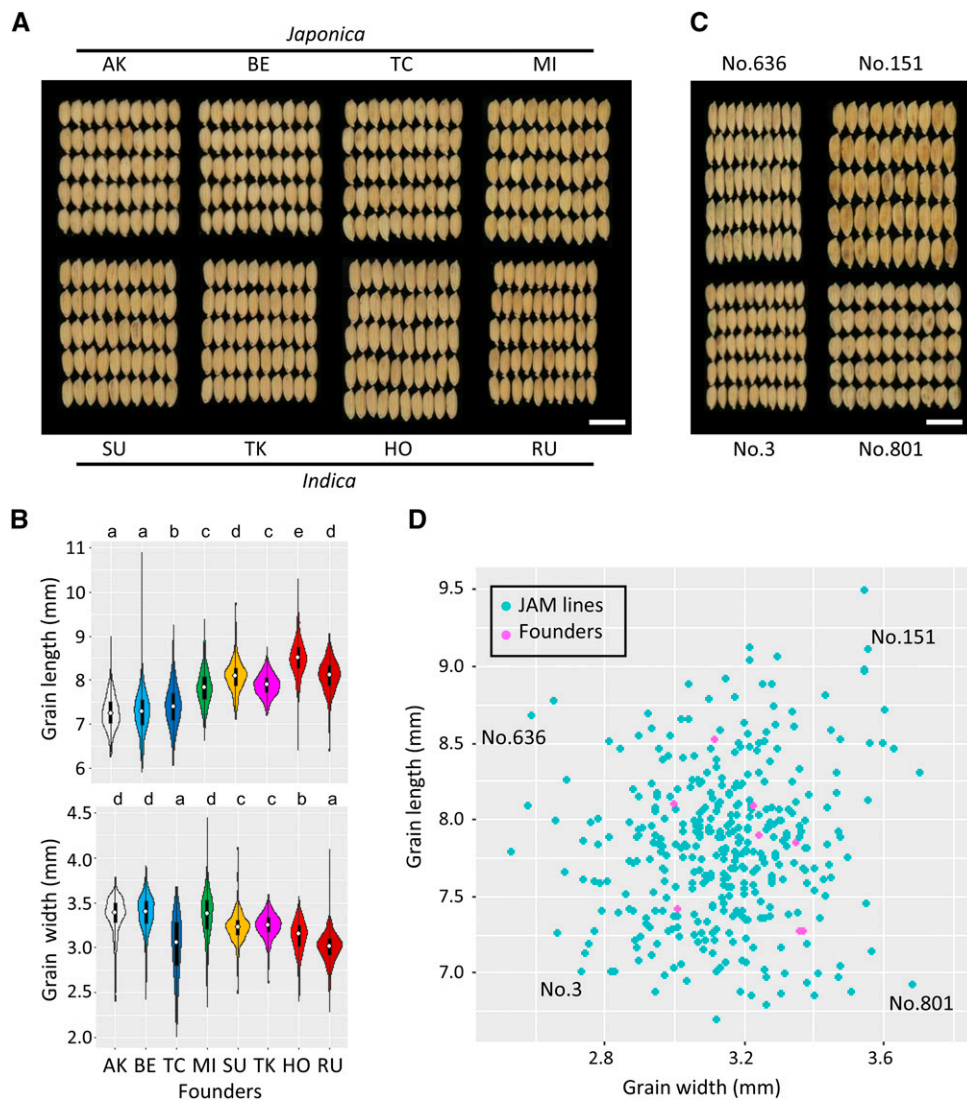 A
Japonica
AK BE TC MI
SU TK HO RU
Indica
C
No.636 No.151
No.3 No.801
B
a a b c d c e d
Grain length (mm)
11
10
9
8
7
6
d d a d c c b a
Grain width (mm)
4.5
4.0
3.5
3.0
2.5
2.0
AK BE TC MI SU TK HO RU
Founders
D
Grain length (mm)
9.5
9.0
8.5
8.0
7.5
7.0
JAM lines
Founders
No.151
No.636
No.3
No.801
2.8 3.2 3.6
Grain width (mm)